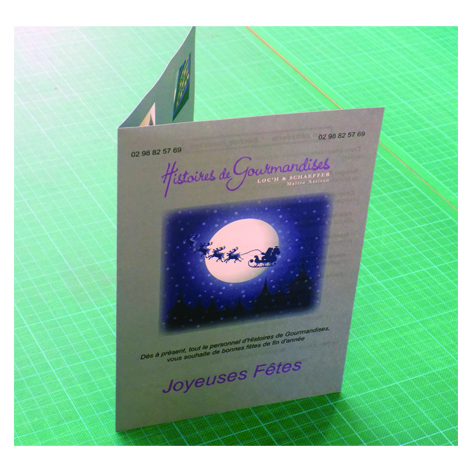 02 98 82 57 69
02 98 82 57 69
Histoires de Gourmandises
LOC'H & SCHAEFFER
Maître Artisan
Dès à présent, tout le personnel d'Histoires de Gourmandises,
vous souhaite de bonnes fêtes de fin d'année
Joyeuses Fêtes